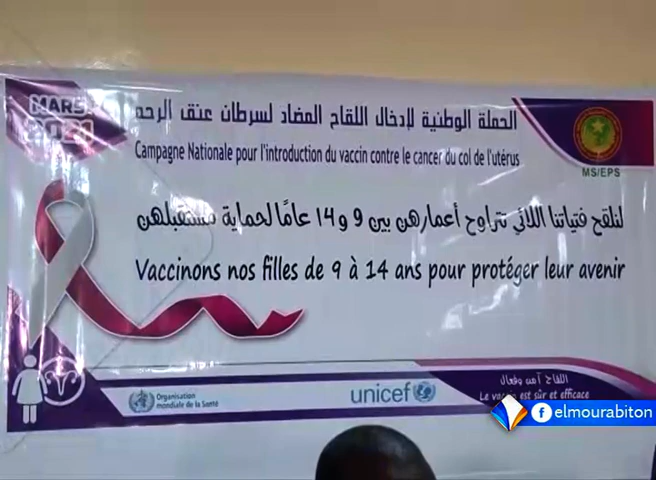 MARS
2021
الحملة الوطنية لإدخال اللقاح المضاد لسرطان عنق الرحم
Campagne Nationale pour l'introduction du vaccin contre le cancer du col de l'utérus
MS/EPS
لنلقح فتياتنا اللائي تتراوح أعمارهن بين 9 و14 عامًا لحماية مستقبلهن
Vaccinons nos filles de 9 à 14 ans pour protéger leur avenir
اللقاح آمن وفعال
Le vaccin est sûr et efficace
Organisation
mondiale de la Santé
unicef
elmourabiton